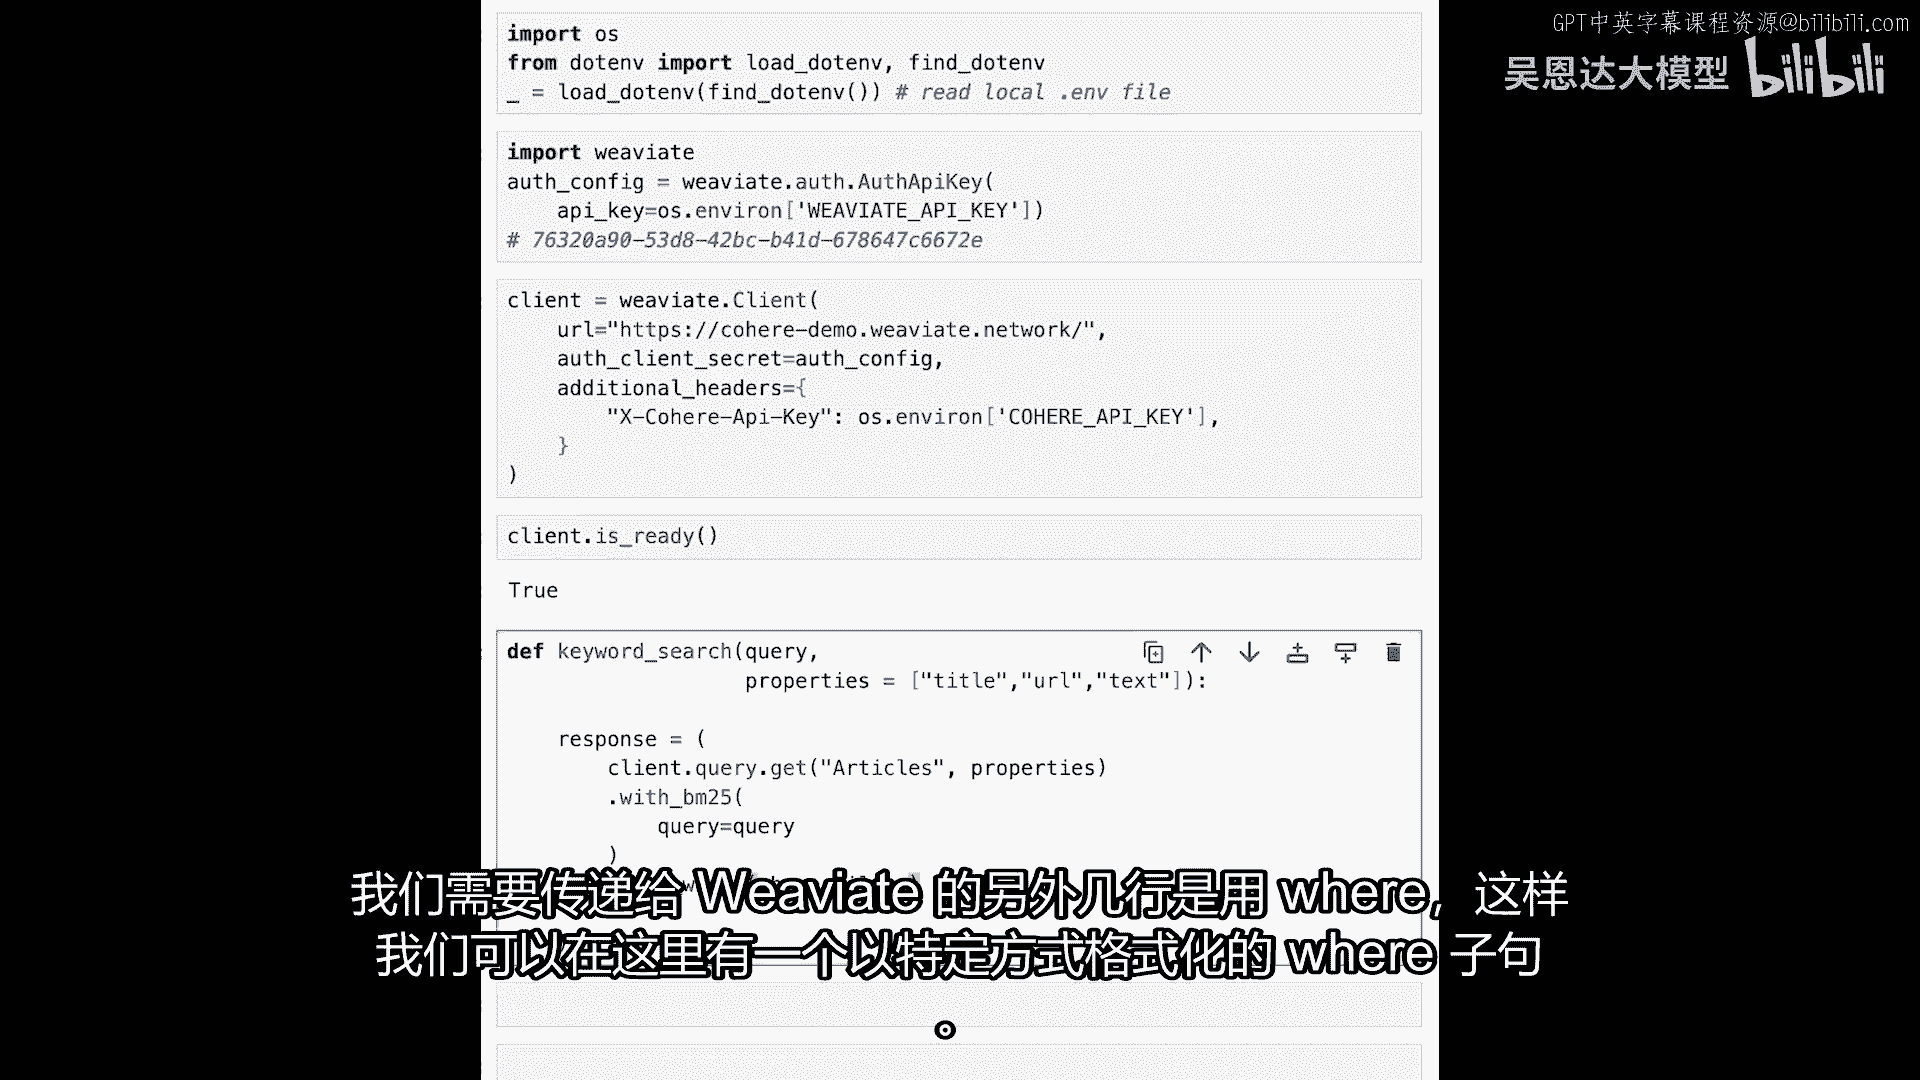 GPT中英字幕课程资源@bilibili.com
吴恩达大模型 bilibili
import os
from dotenv import load_dotenv, find_dotenv
_ = load_dotenv(find_dotenv()) # read local .env file
import weaviate
auth_config = weaviate.auth.AuthApiKey(
    api_key=os.environ['WEAVIATE_API_KEY'])
# 76320a90-53d8-42bc-b41d-678647c6672e
client = weaviate.Client(
    url="https://cohere-demo.weaviate.network/",
    auth_client_secret=auth_config,
    additional_headers={
        "X-Cohere-Api-Key": os.environ['COHERE_API_KEY'],
    }
)
client.is_ready()
True
def keyword_search(query,
                   properties = ["title","url","text"]):
    response = (
        client.query.get("Articles", properties)
        .with_bm25(
            query=query
        )
我们需要传递给 Weaviate 的另外几行是用 where，这样
我们可以在这里有一个以特定方式格式化的 where 子句
。